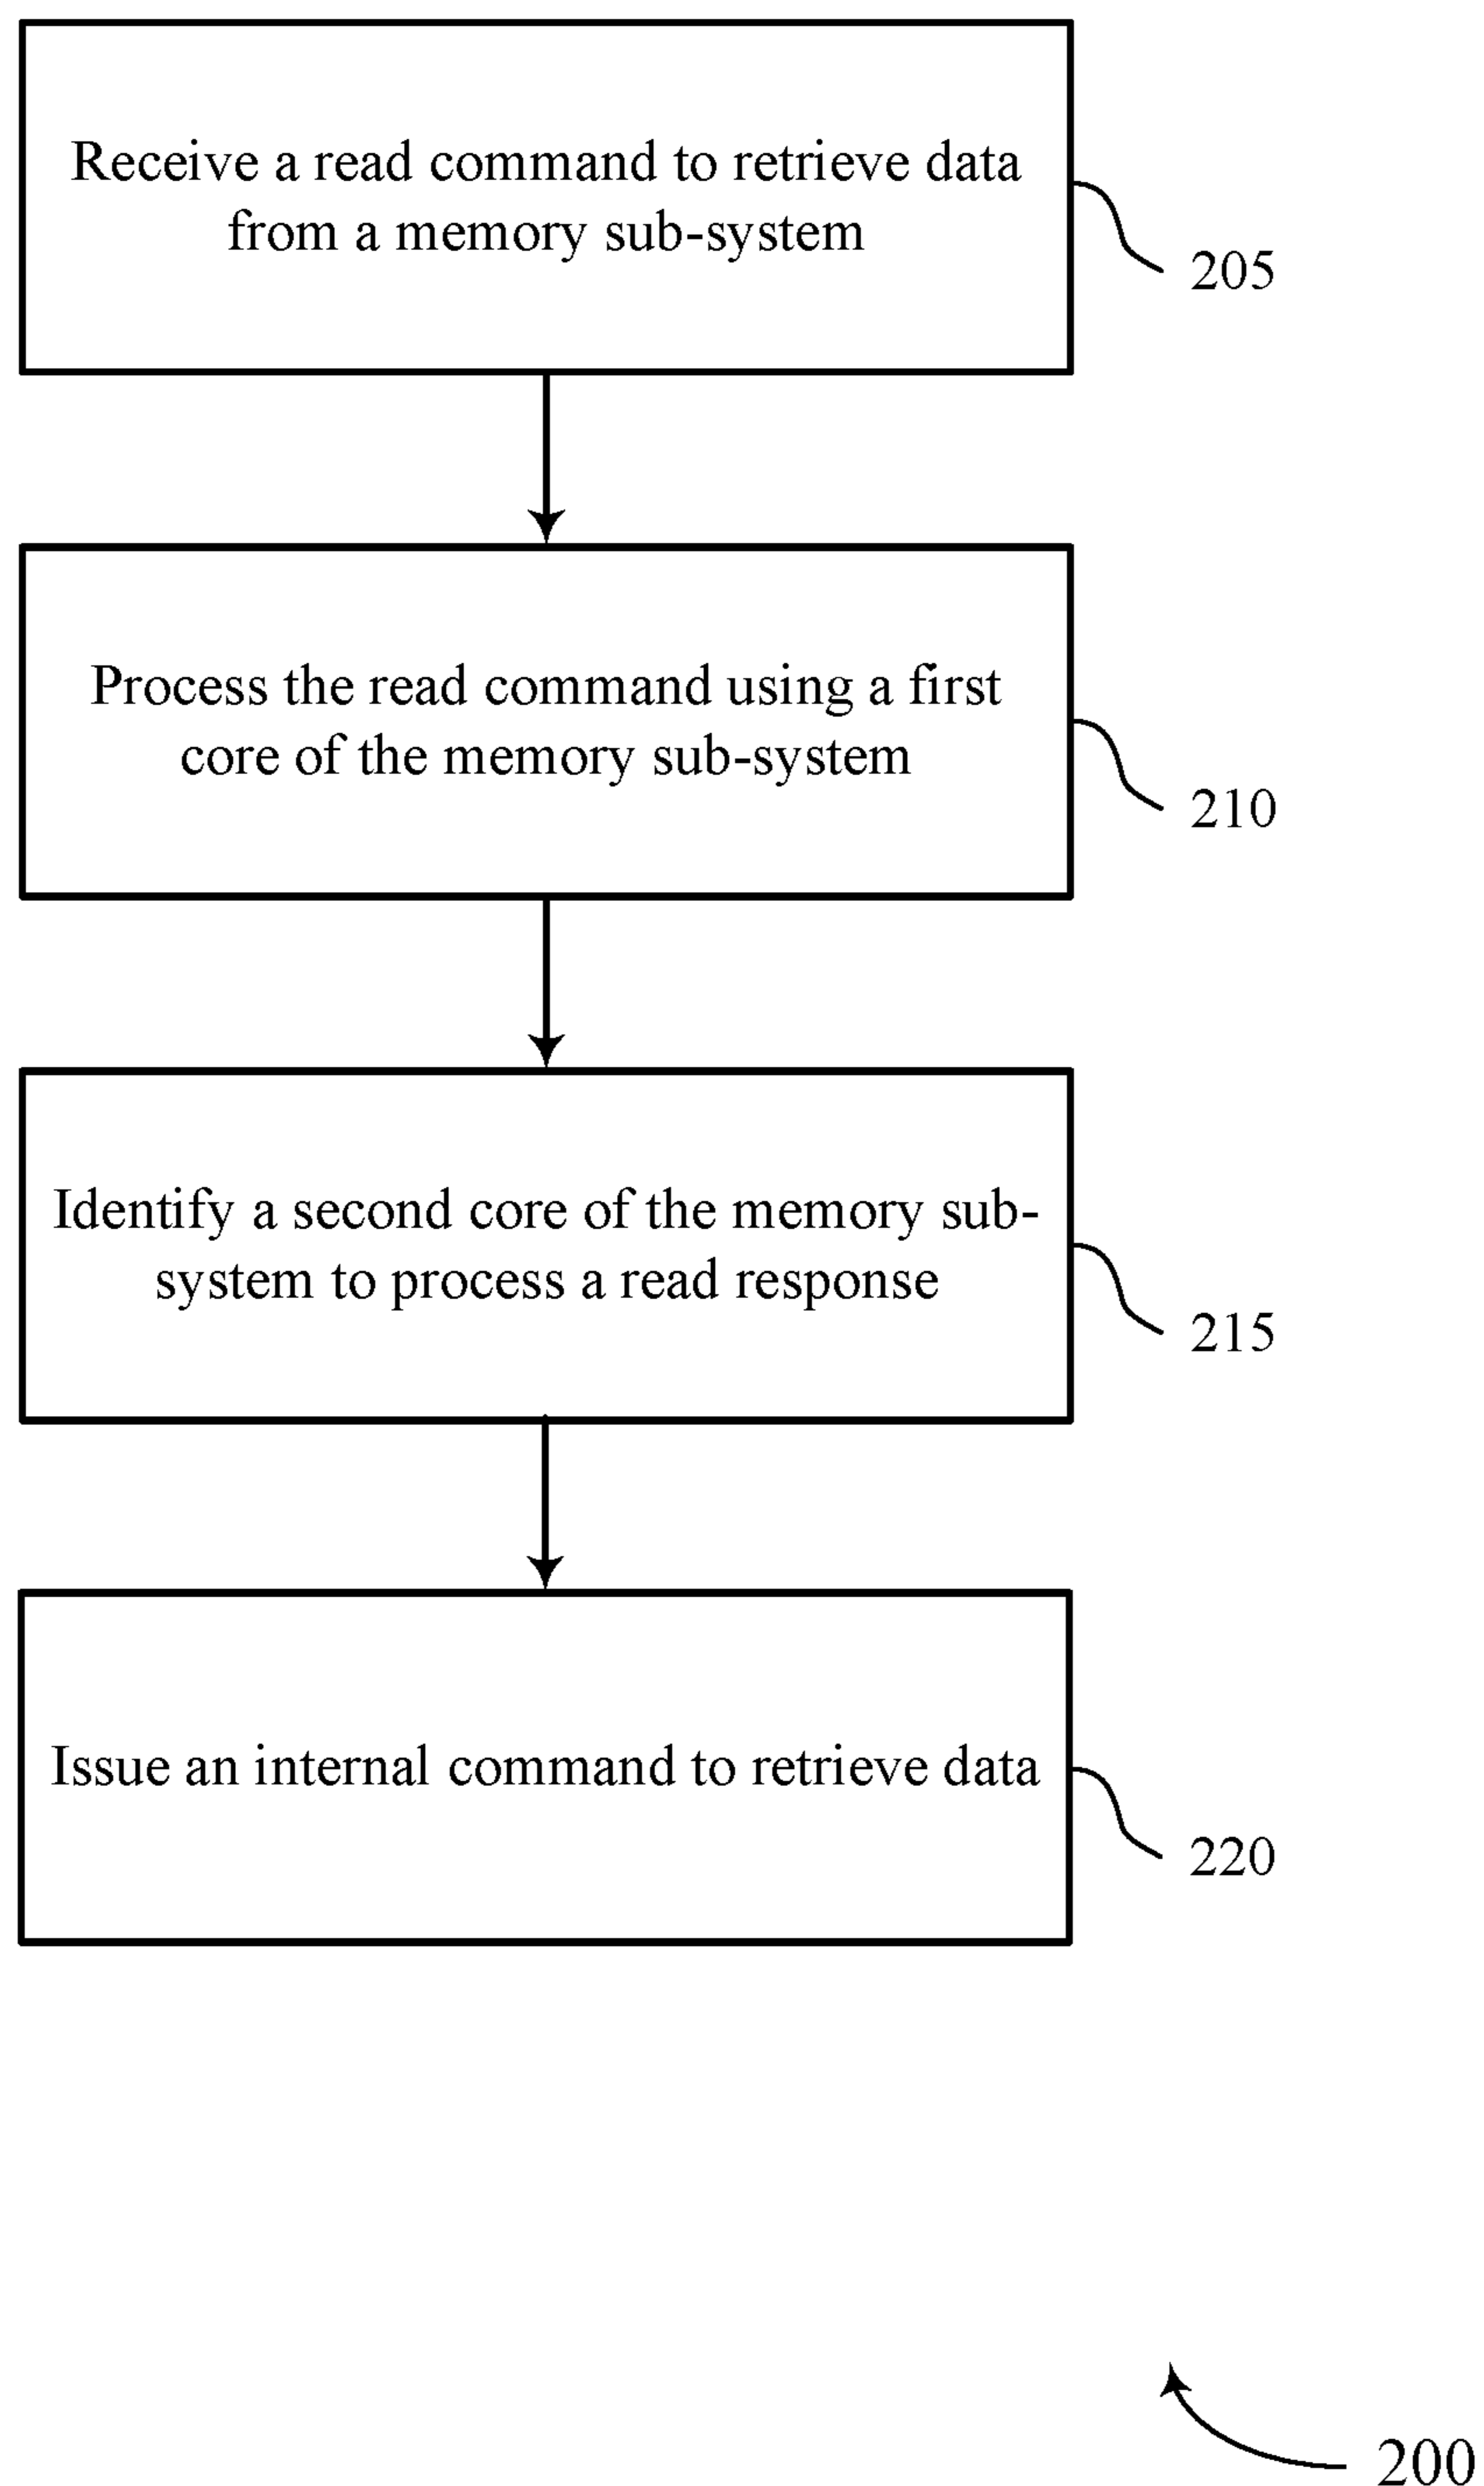 Receive a read command to retrieve data
from a memory sub-system
205
Process the read command using a first
core of the memory sub-system
210
Identify a second core of the memory sub-
system to process a read response
215
Issue an internal command to retrieve data
220
200